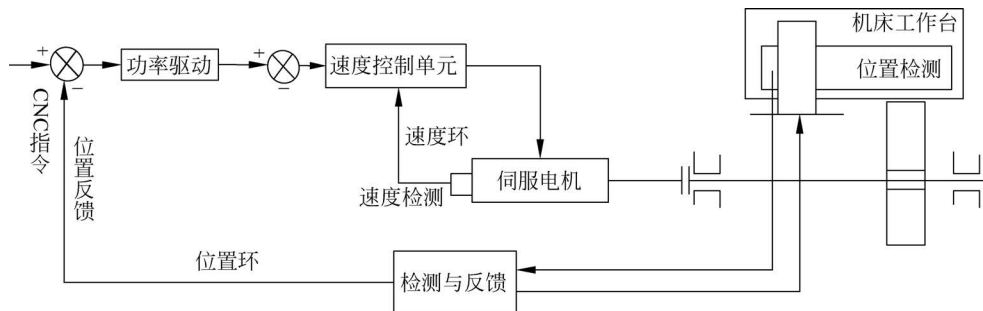 机床工作台
+
功率驱动
+
速度控制单元
位置检测
−
−
CNC指令
位置反馈
速度环
伺服电机
速度检测
位置环
检测与反馈